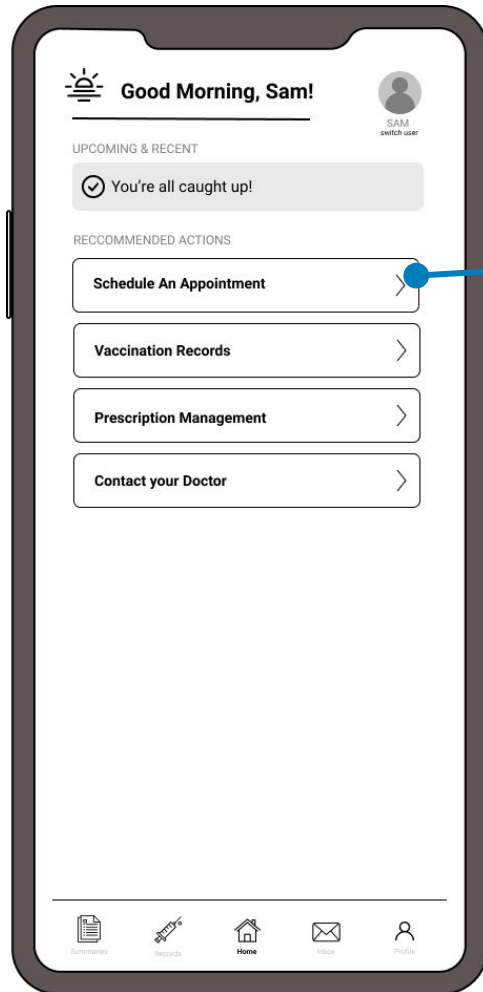 Good Morning, Sam!
SAM
switch user
UPCOMING & RECENT
You're all caught up!
RECCOMMENDED ACTIONS
Schedule An Appointment
Vaccination Records
Prescription Management
Contact your Doctor
Summaries
Records
Home
Inbox
Profile